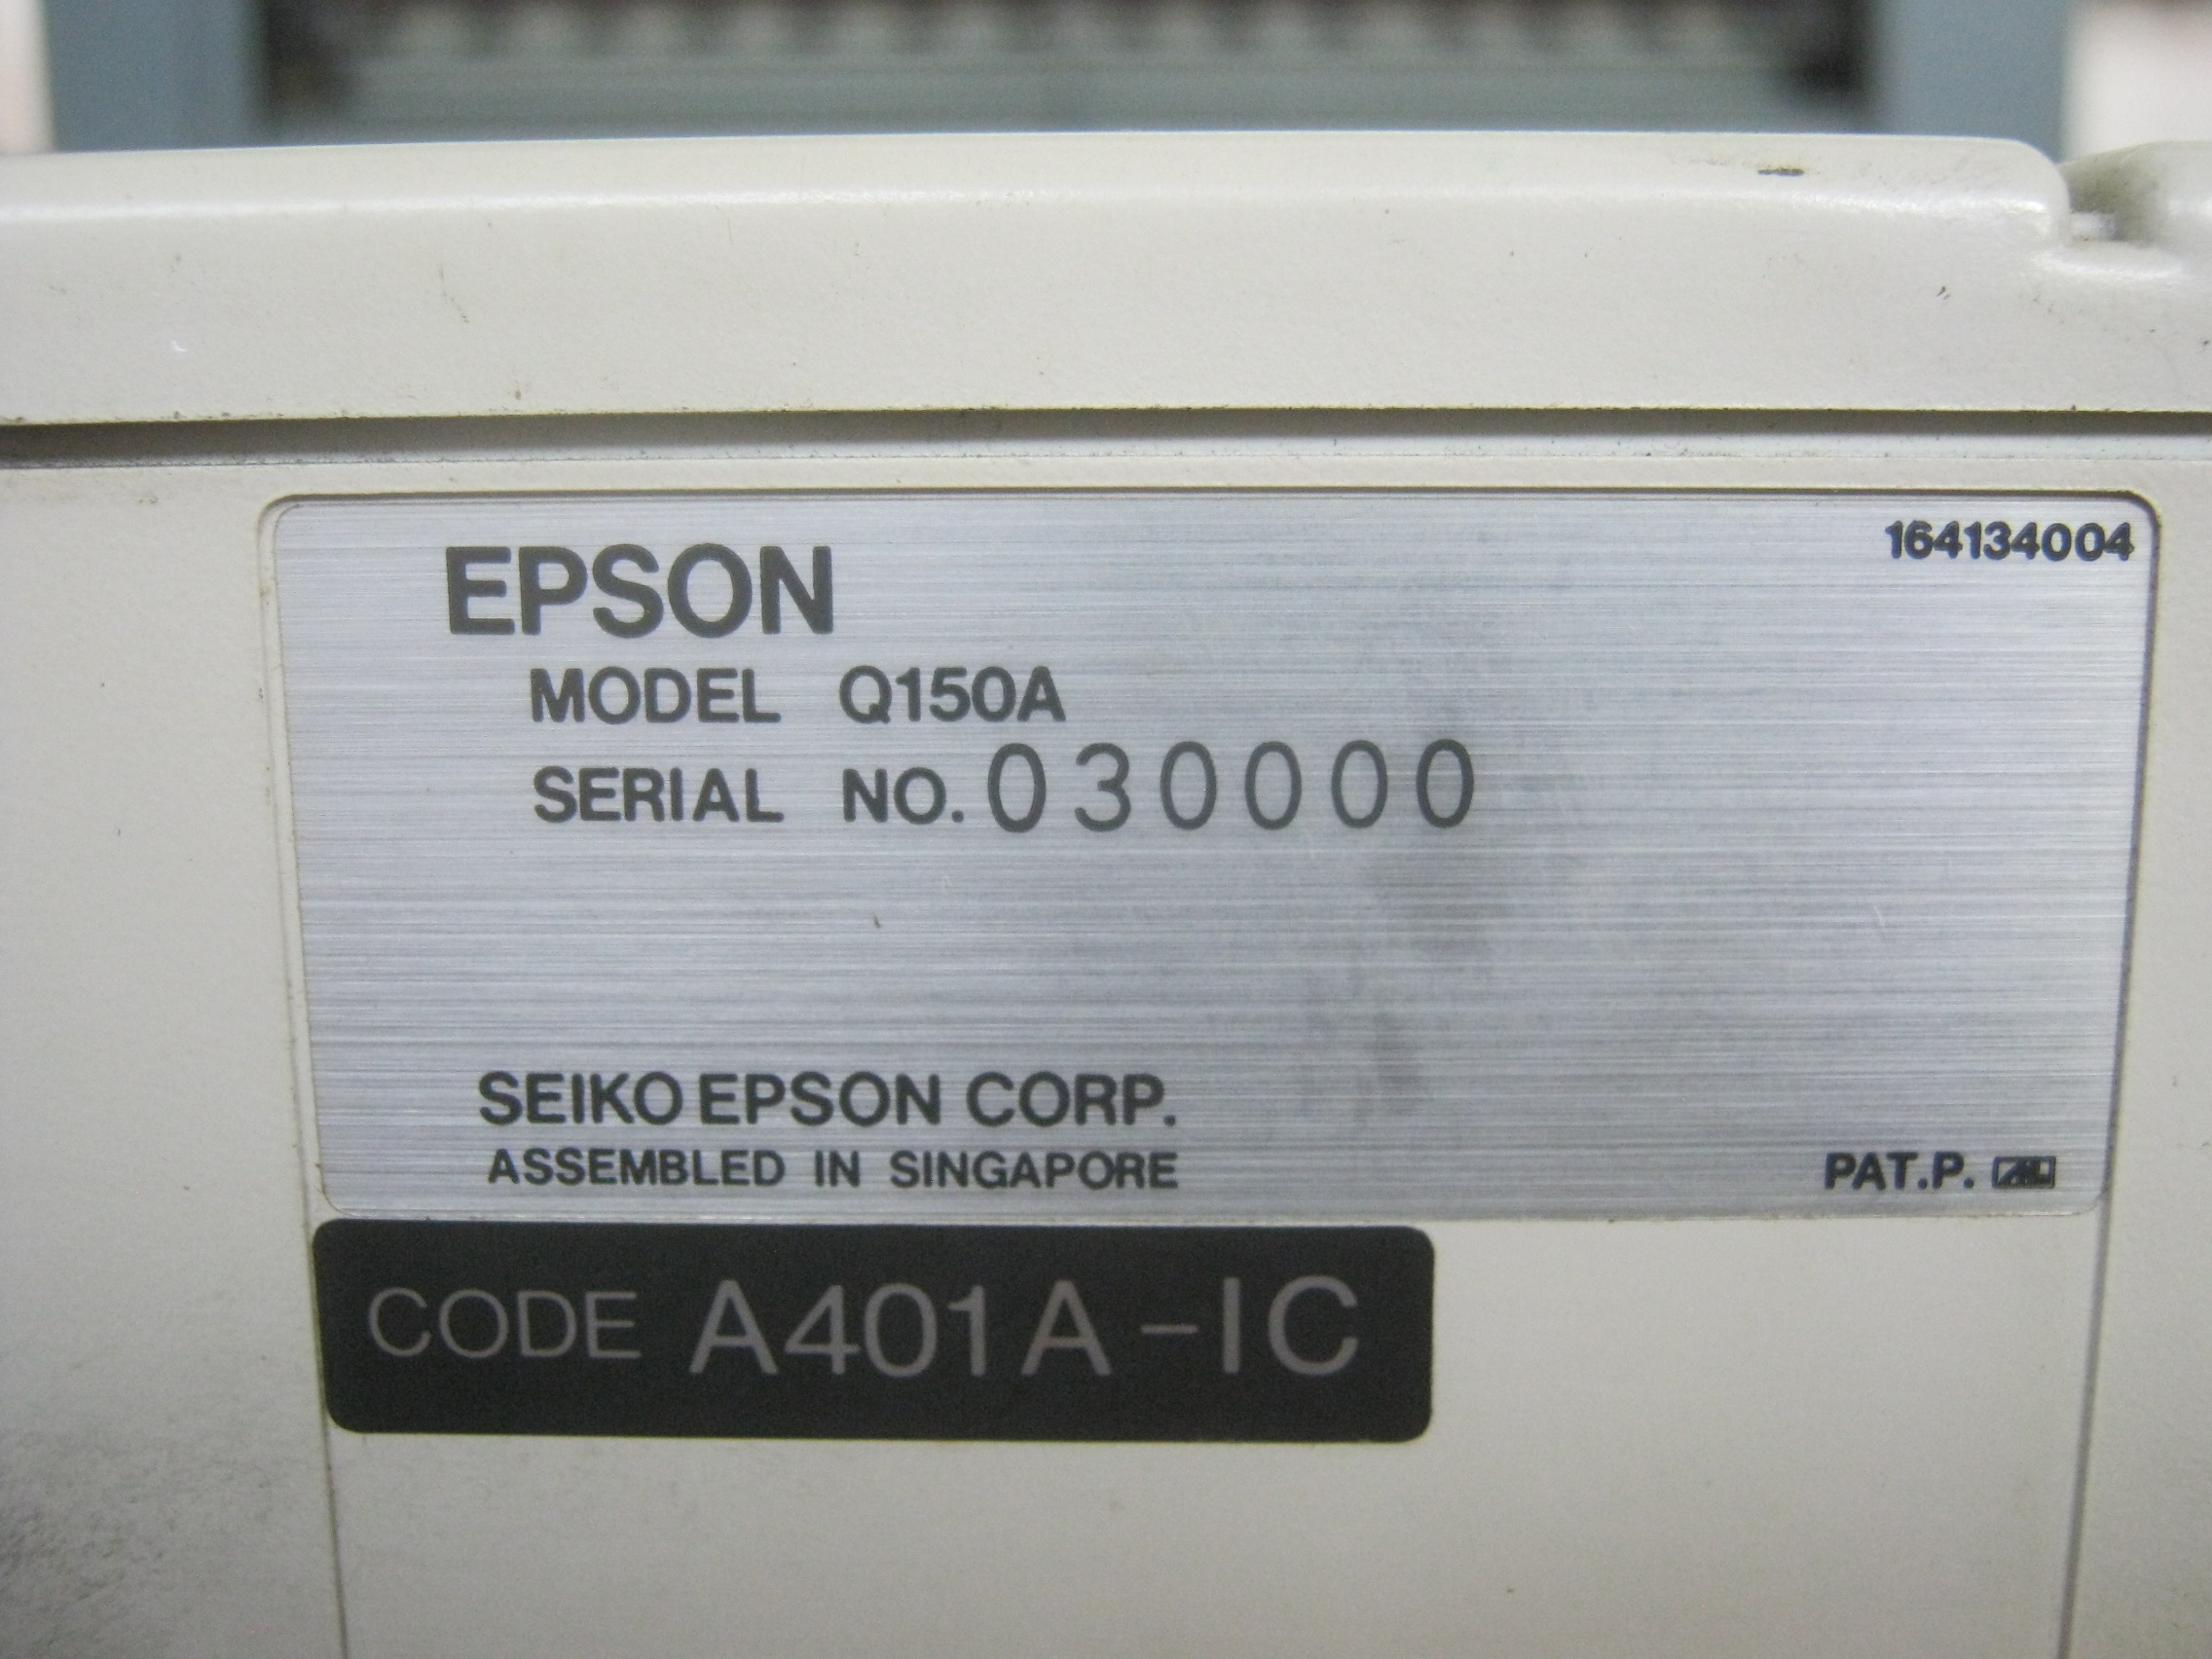 164134004
EPSON
MODEL Q150A
SERIAL NO. 030000
SEIKO EPSON CORP.
ASSEMBLED IN SINGAPORE
PAT.P.
CODE A401A-IC